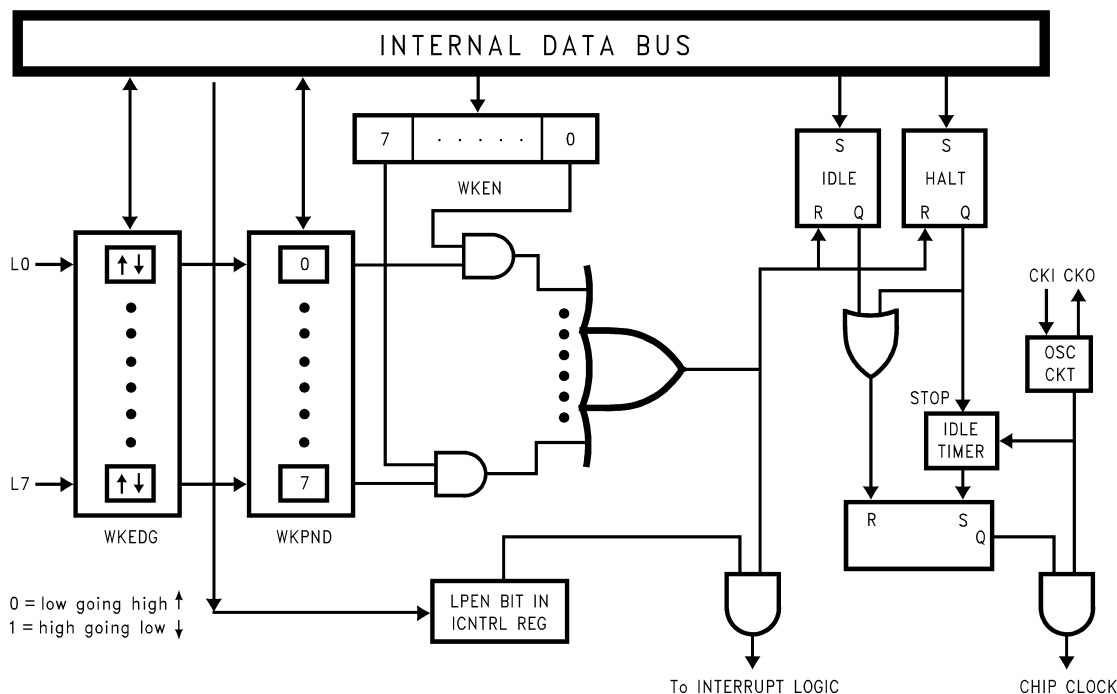 INTERNAL DATA BUS
7 . . . . . 0
WKEN
S
IDLE
R Q
S
HALT
R Q
L0
↑↓
0
L7
↑↓
7
WKEDG
WKPND
CKI CKO
OSC
CKT
STOP
IDLE
TIMER
R S
Q
0 = low going high ↑
1 = high going low ↓
LPEN BIT IN
ICNTRL REG
To INTERRUPT LOGIC
CHIP CLOCK